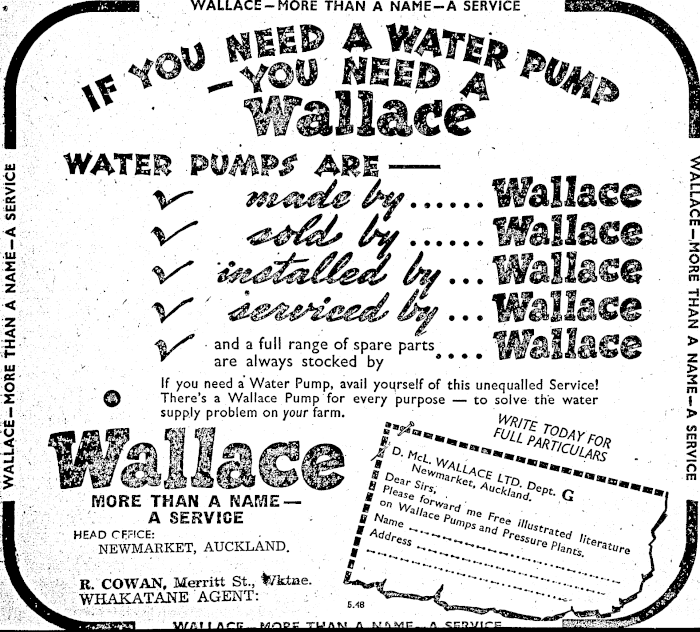 WALLACE—MORE THAN A NAME—A SERVICE
IF YOU NEED A WATER PUMP
—YOU NEED A
Wallace
WATER PUMPS ARE——
made by...... Wallace
sold by...... Wallace
installed by... Wallace
serviced by... Wallace
and a full range of spare parts
are always stocked by .... Wallace
If you need a Water Pump, avail yourself of this unequalled Service!
There's a Wallace Pump for every purpose — to solve the water
supply problem on your farm.
Wallace
MORE THAN A NAME—
A SERVICE
HEAD OFFICE:
NEWMARKET, AUCKLAND.
R. COWAN, Merritt St., Wktne.
WHAKATANE AGENT:
WRITE TODAY FOR
FULL PARTICULARS
D. McL. WALLACE LTD. Dept. G
Newmarket, Auckland.
Dear Sirs,
Please forward me Free illustrated literature
on Wallace Pumps and Pressure Plants.
Name
Address
5.48
WALLACE—MORE THAN A NAME—A SERVICE
WALLACE—MORE THAN A NAME—A SERVICE
WALLACE—MORE THAN A NAME—A SERVICE